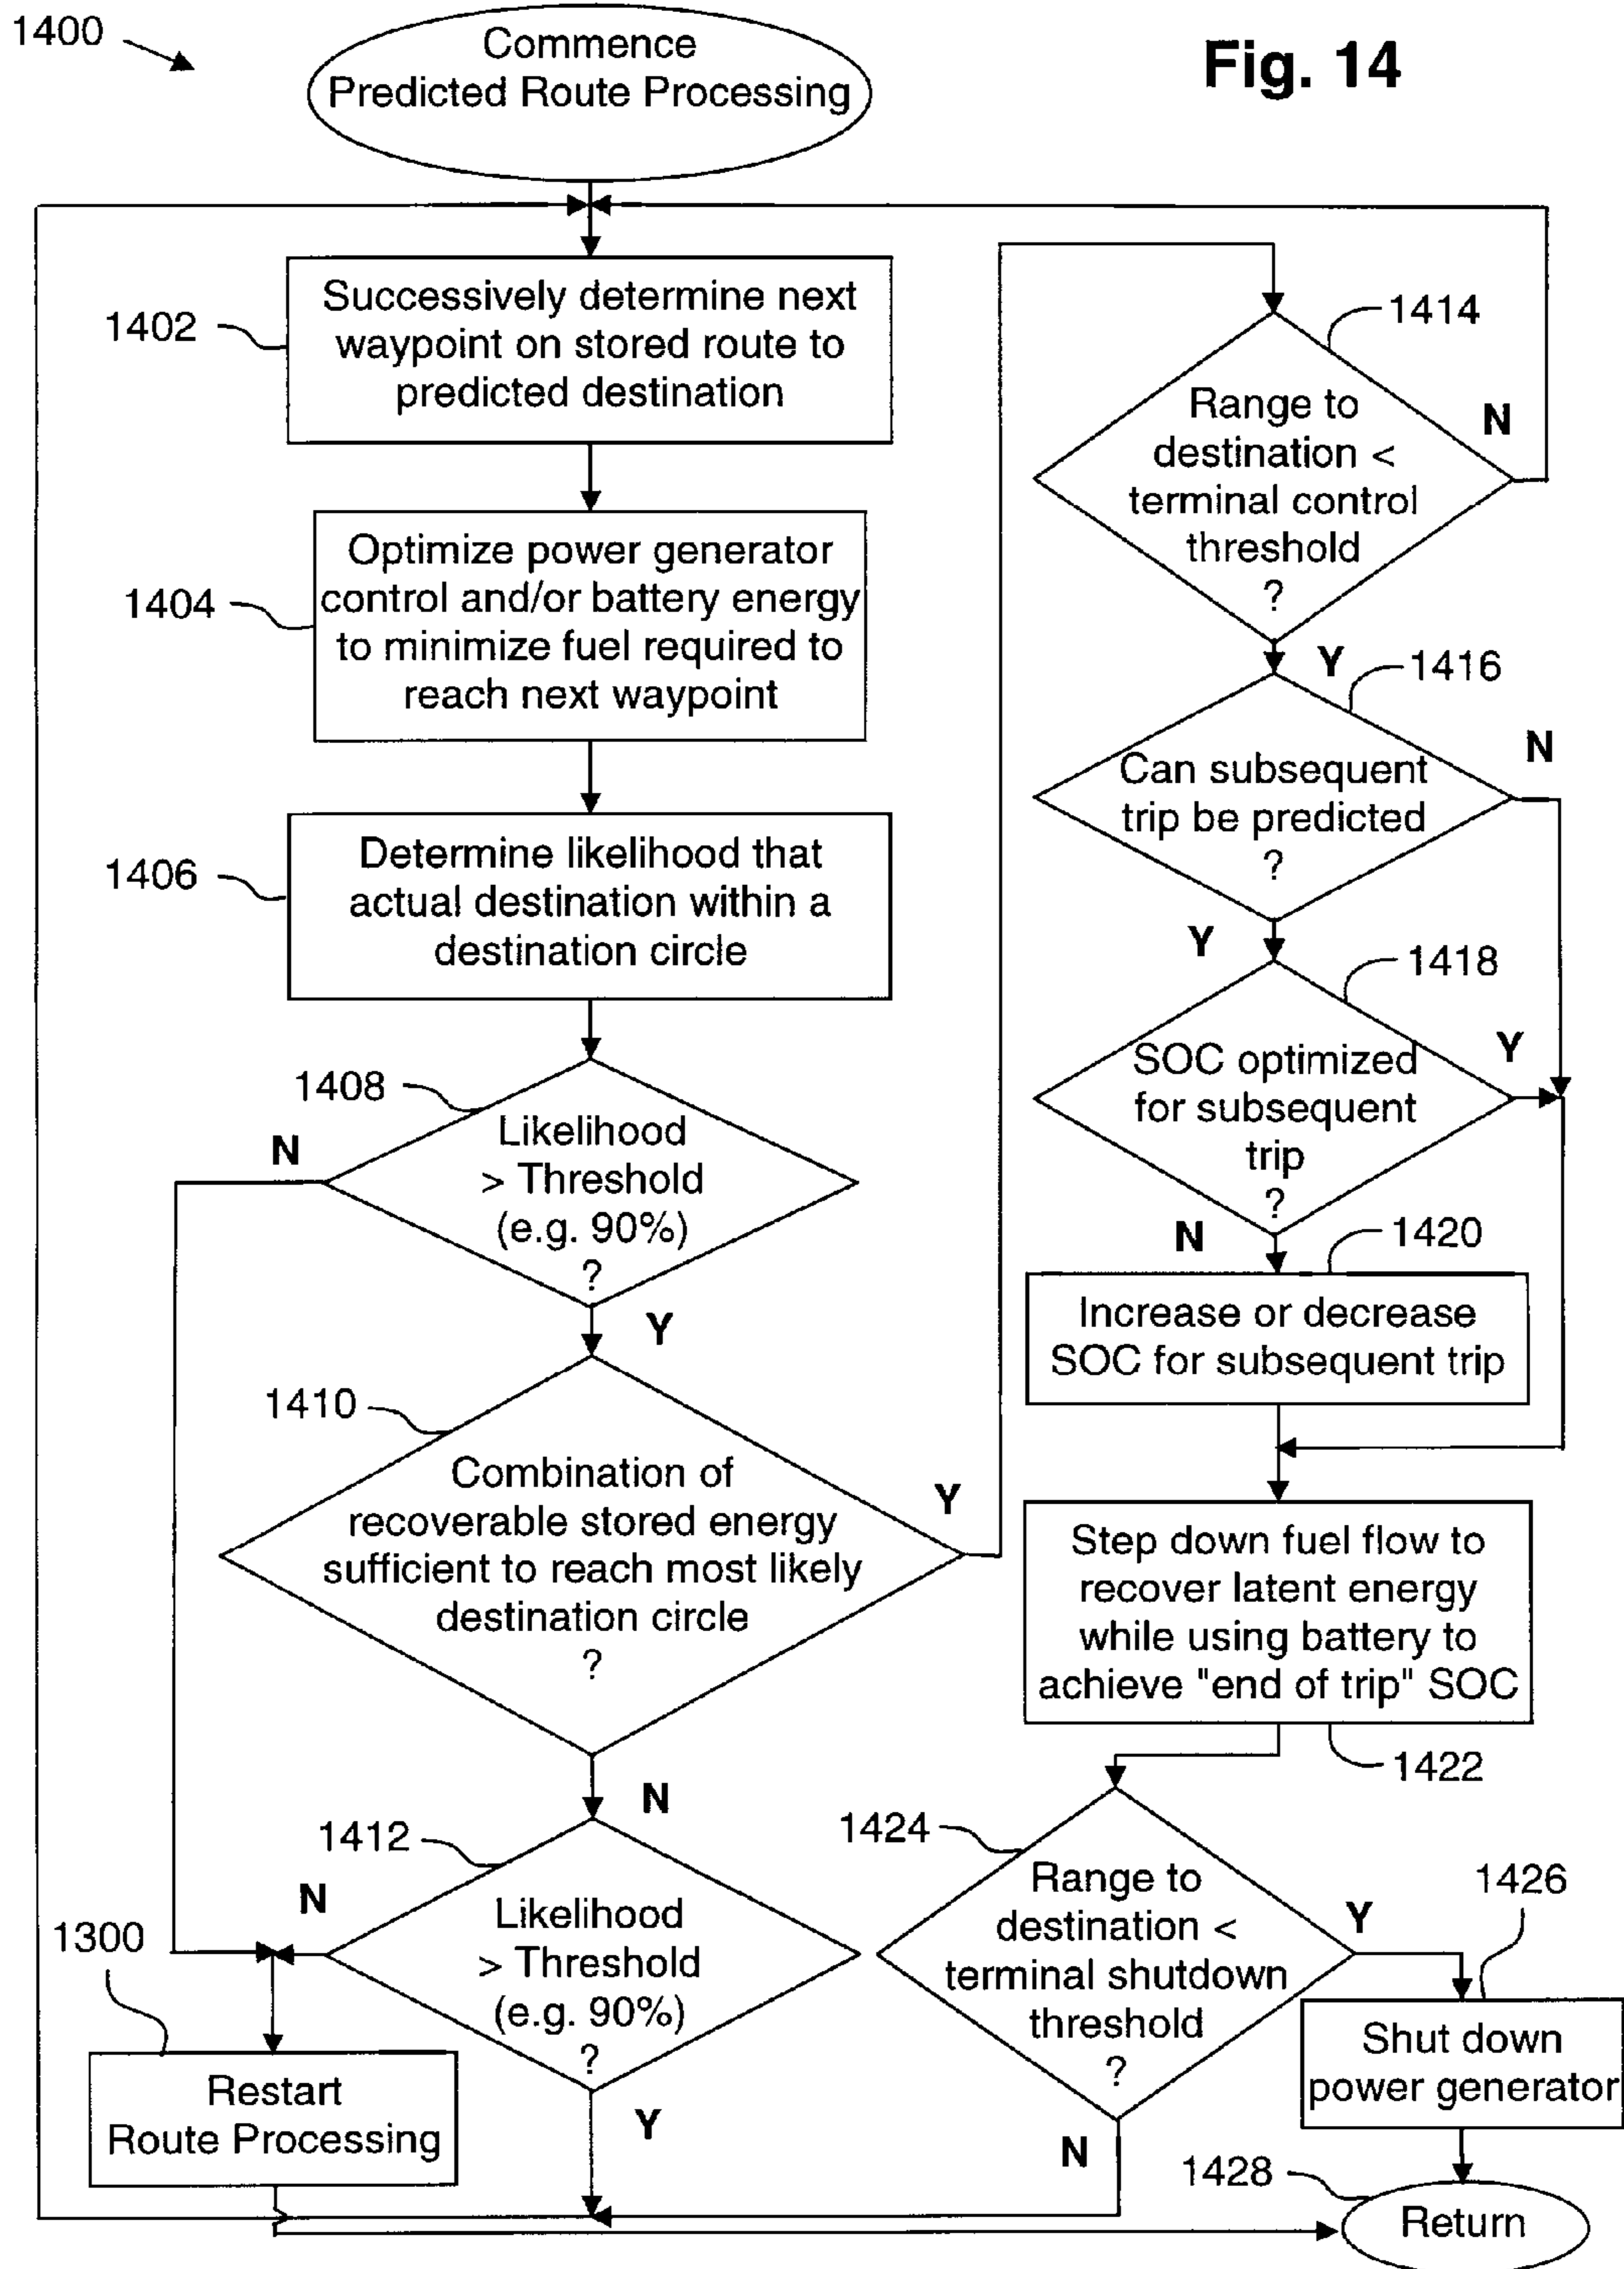 1400
Commence
Predicted Route Processing
Fig. 14
1402
Successively determine next
waypoint on stored route to
predicted destination
1404
Optimize power generator
control and/or battery energy
to minimize fuel required to
reach next waypoint
1406
Determine likelihood that
actual destination within a
destination circle
1408
N
Likelihood
> Threshold
(e.g. 90%)
?
Y
1410
Combination of
recoverable stored energy
sufficient to reach most likely
destination circle
?
Y
N
1412
N
Likelihood
> Threshold
(e.g. 90%)
?
Y
1300
Restart
Route Processing
1414
Range to
destination <
terminal control
threshold
?
N
Y
1416
Can subsequent
trip be predicted
?
N
Y
1418
SOC optimized
for subsequent
trip
?
Y
N
1420
Increase or decrease
SOC for subsequent trip
Step down fuel flow to
recover latent energy
while using battery to
achieve "end of trip" SOC
1422
1424
Range to
destination <
terminal shutdown
threshold
?
Y
N
1426
Shut down
power generator
1428
Return